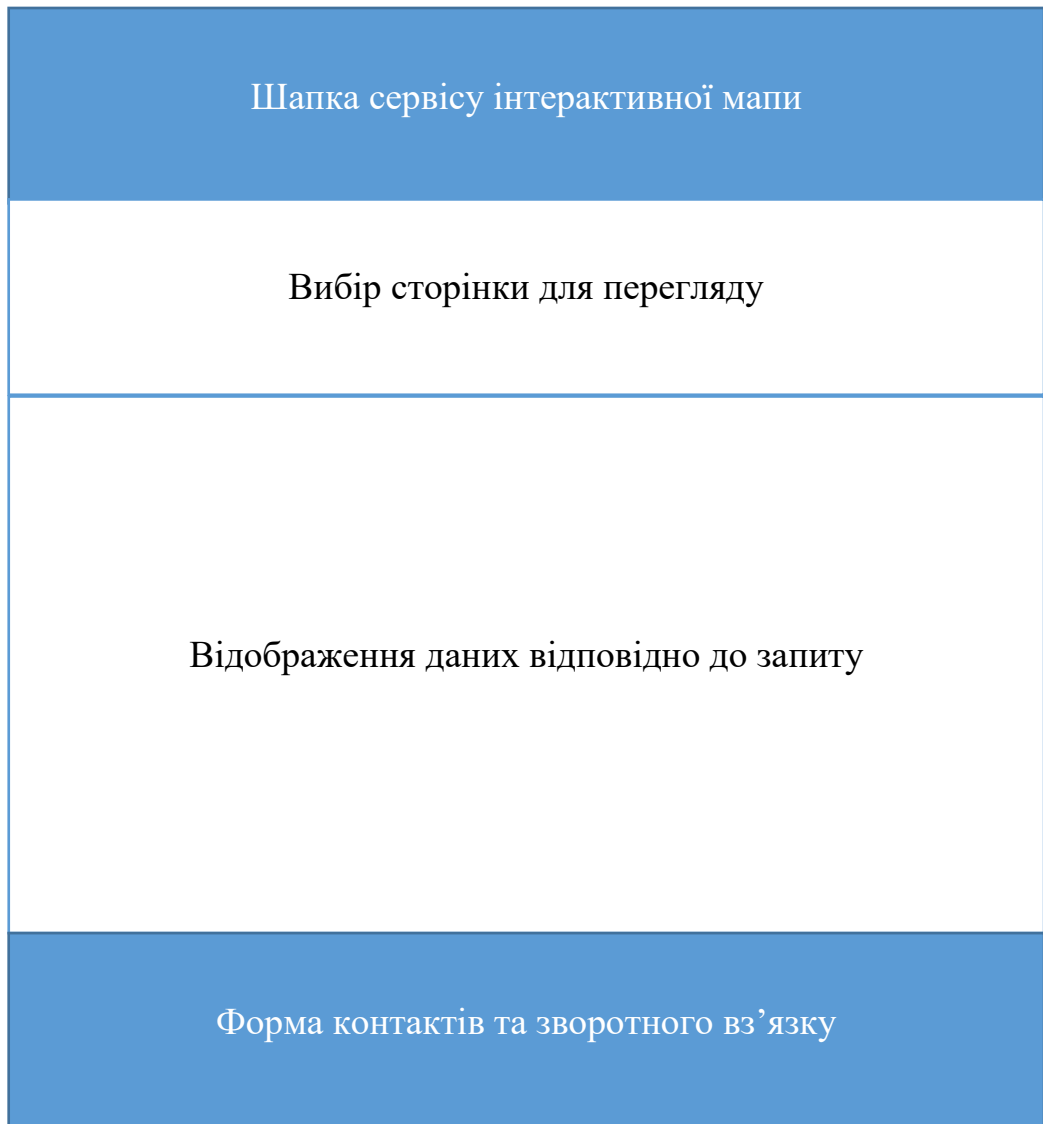 Шапка сервісу інтерактивної мапи
Вибір сторінки для перегляду
Відображення даних відповідно до запиту
Форма контактів та зворотного вз’язку